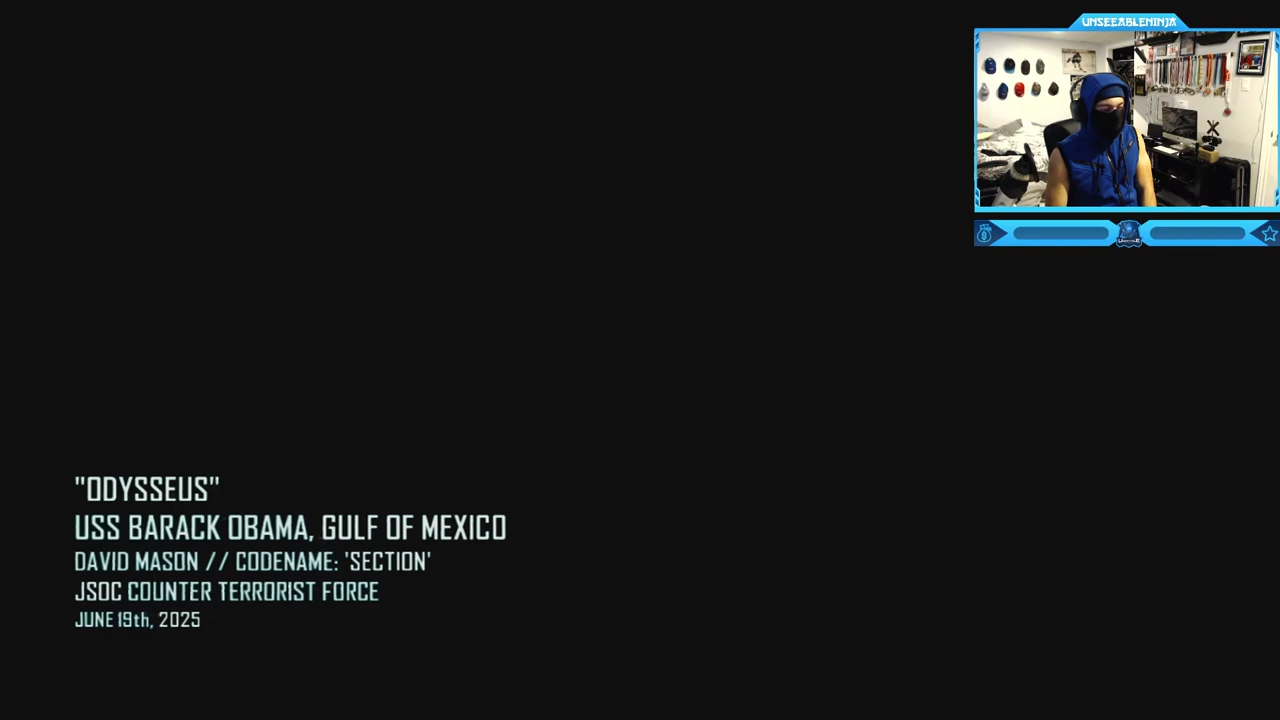 UNSEEABLENINJA
"ODYSSEUS"
USS BARACK OBAMA, GULF OF MEXICO
DAVID MASON // CODENAME: 'SECTION'
JSOC COUNTER TERRORIST FORCE
JUNE 19th, 2025